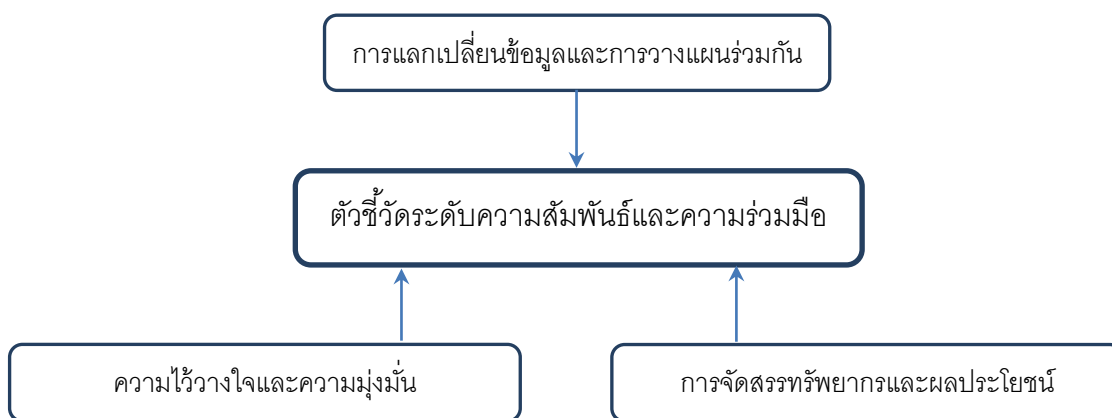 การแลกเปลี่ยนข้อมูลและการวางแผนร่วมกัน
ตัวชี้วัดระดับความสัมพันธ์และความร่วมมือ
ความไว้วางใจและความมุ่งมั่น
การจัดสรรทรัพยากรและผลประโยชน์